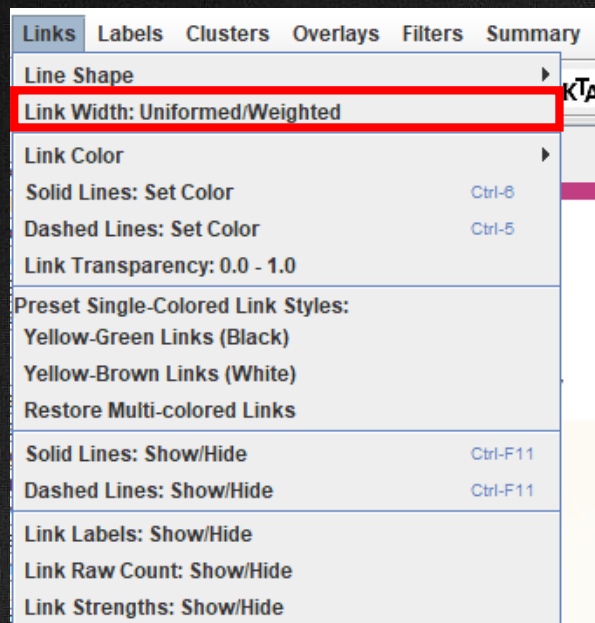 Links Labels Clusters Overlays Filters Summary
Line Shape
Link Width: Uniformed/Weighted
Link Color
Solid Lines: Set Color Ctrl-6
Dashed Lines: Set Color Ctrl-5
Link Transparency: 0.0 - 1.0
Preset Single-Colored Link Styles:
Yellow-Green Links (Black)
Yellow-Brown Links (White)
Restore Multi-colored Links
Solid Lines: Show/Hide Ctrl-F11
Dashed Lines: Show/Hide Ctrl-F11
Link Labels: Show/Hide
Link Raw Count: Show/Hide
Link Strengths: Show/Hide